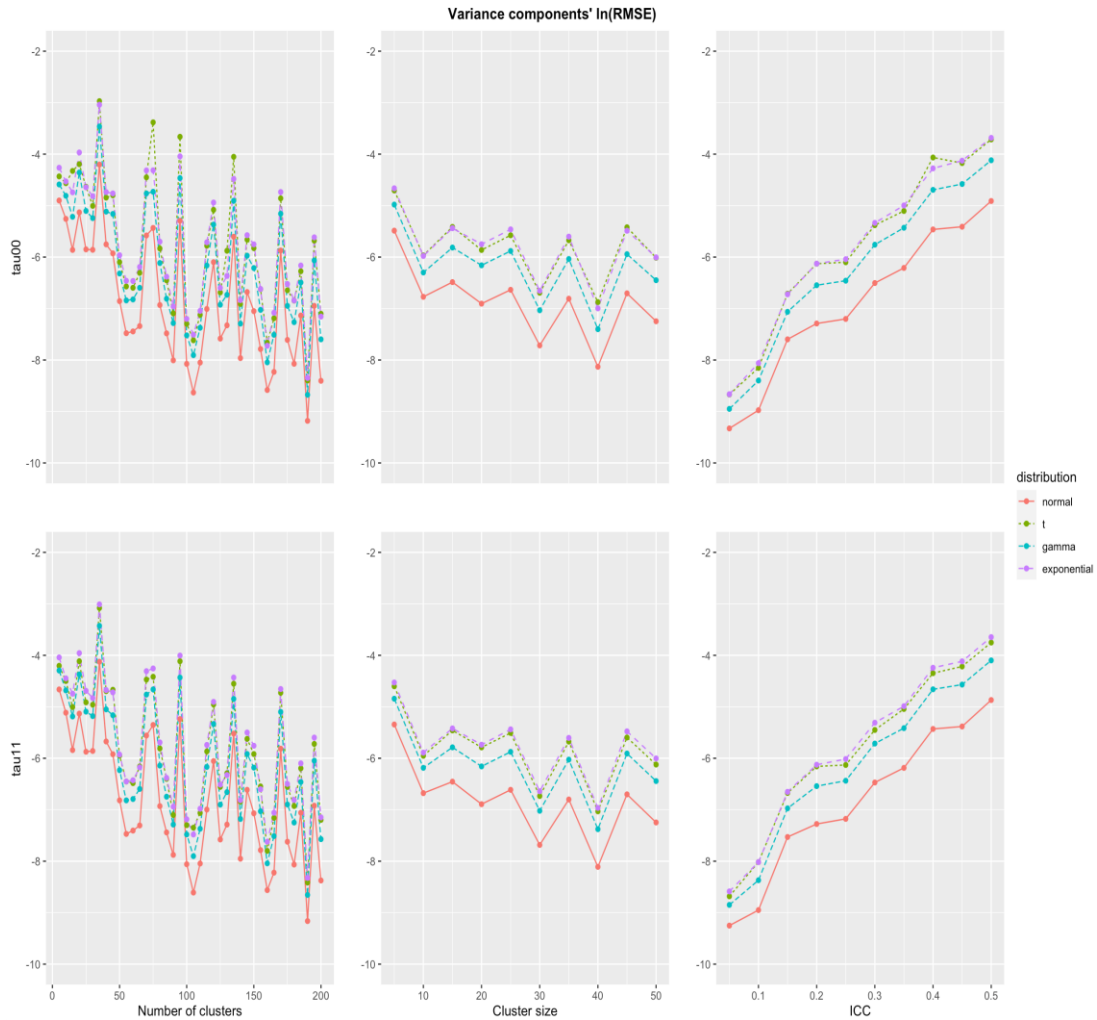 Variance components' ln(RMSE)
tau00
-2
-4
-6
-8
-10
-2
-4
-6
-8
-10
-2
-4
-6
-8
-10
tau11
-2
-4
-6
-8
-10
-2
-4
-6
-8
-10
-2
-4
-6
-8
-10
0 50 100 150 200
10 20 30 40 50
0.1 0.2 0.3 0.4 0.5
Number of clusters
Cluster size
ICC
distribution
normal
t
gamma
exponential